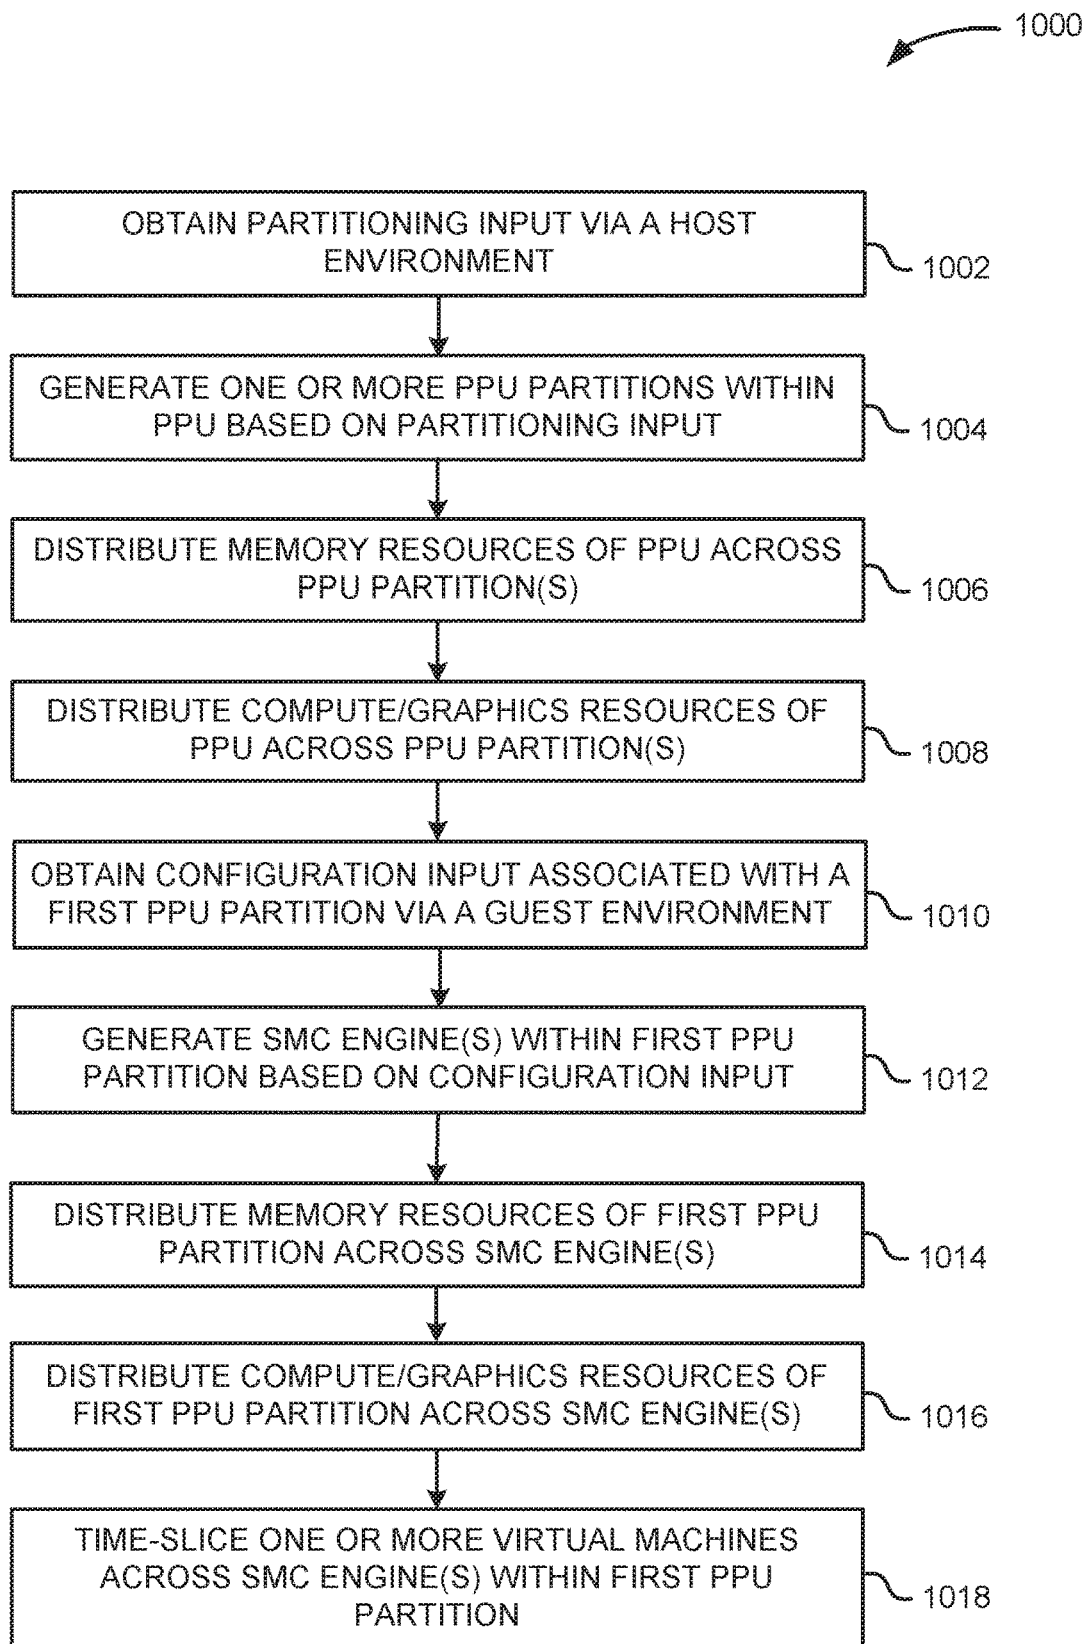 1000
OBTAIN PARTITIONING INPUT VIA A HOST
ENVIRONMENT
1002
GENERATE ONE OR MORE PPU PARTITIONS WITHIN
PPU BASED ON PARTITIONING INPUT
1004
DISTRIBUTE MEMORY RESOURCES OF PPU ACROSS
PPU PARTITION(S)
1006
DISTRIBUTE COMPUTE/GRAPHICS RESOURCES OF
PPU ACROSS PPU PARTITION(S)
1008
OBTAIN CONFIGURATION INPUT ASSOCIATED WITH A
FIRST PPU PARTITION VIA A GUEST ENVIRONMENT
1010
GENERATE SMC ENGINE(S) WITHIN FIRST PPU
PARTITION BASED ON CONFIGURATION INPUT
1012
DISTRIBUTE MEMORY RESOURCES OF FIRST PPU
PARTITION ACROSS SMC ENGINE(S)
1014
DISTRIBUTE COMPUTE/GRAPHICS RESOURCES OF
FIRST PPU PARTITION ACROSS SMC ENGINE(S)
1016
TIME-SLICE ONE OR MORE VIRTUAL MACHINES
ACROSS SMC ENGINE(S) WITHIN FIRST PPU
PARTITION
1018